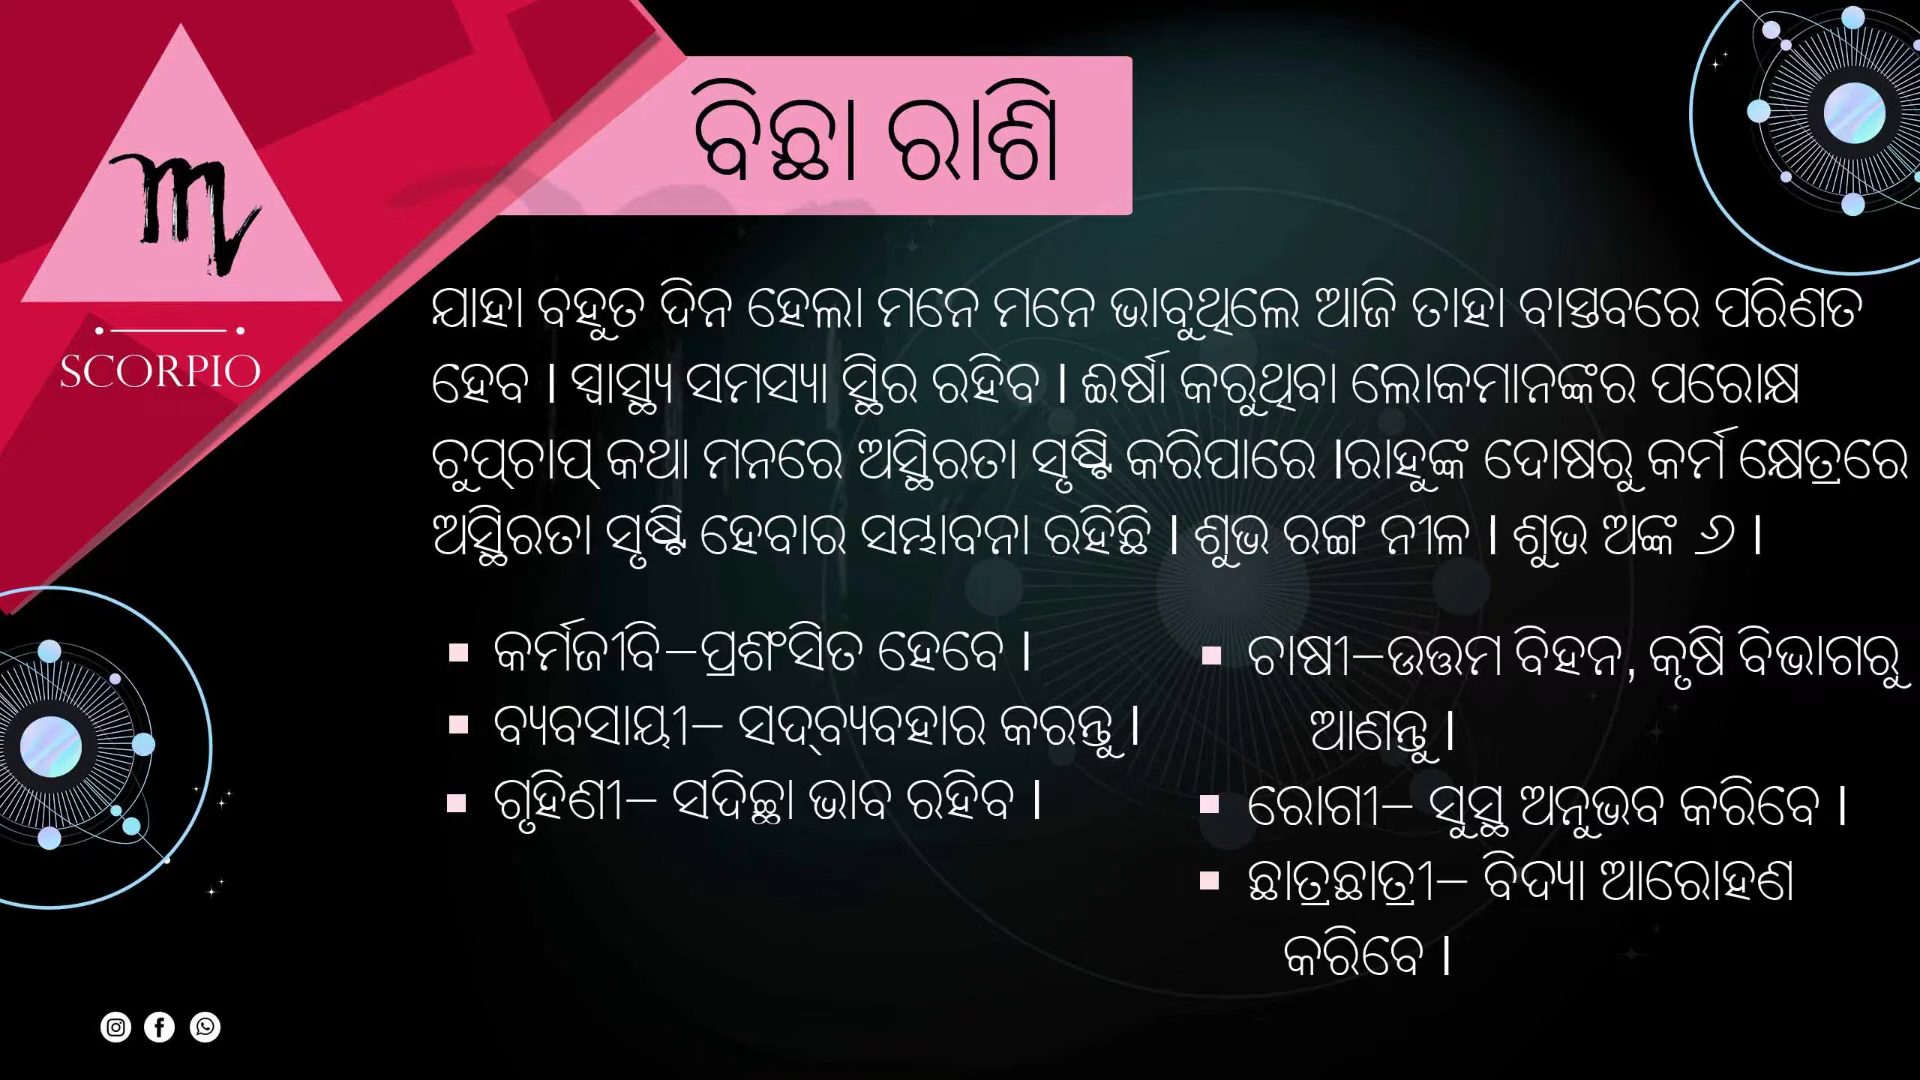 ବିଛା ରାଶି
SCORPIO
ଯାହା ବହୁତ ଦିନ ହେଲା ମନେ ମନେ ଭାବୁଥିଲେ ଆଜି ତାହା ବାସ୍ତବରେ ପରିଣତ
ହେବ । ସ୍ୱାସ୍ଥ୍ୟ ସମସ୍ୟା ସ୍ଥିର ରହିବ । ଈର୍ଷା କରୁଥିବା ଲୋକମାନଙ୍କର ପରୋକ୍ଷ
ଚୁପ୍‌ଚାପ୍ କଥା ମନରେ ଅସ୍ଥିରତା ସୃଷ୍ଟି କରିପାରେ ।ରାହୁଙ୍କ ଦୋଷରୁ କର୍ମ କ୍ଷେତ୍ରରେ
ଅସ୍ଥିରତା ସୃଷ୍ଟି ହେବାର ସମ୍ଭାବନା ରହିଛି । ଶୁଭ ରଙ୍ଗ ନୀଳ । ଶୁଭ ଅଙ୍କ ୬ ।
କର୍ମଜୀବି–ପ୍ରଶଂସିତ ହେବେ ।
ବ୍ୟବସାୟୀ– ସଦ୍‌ବ୍ୟବହାର କରନ୍ତୁ ।
ଗୃହିଣୀ– ସଦିଚ୍ଛା ଭାବ ରହିବ ।
ଚାଷୀ–ଉତ୍ତମ ବିହନ, କୃଷି ବିଭାଗରୁ
ଆଣନ୍ତୁ ।
ରୋଗୀ– ସୁସ୍ଥ ଅନୁଭବ କରିବେ ।
ଛାତ୍ରଛାତ୍ରୀ– ବିଦ୍ୟା ଆରୋହଣ
କରିବେ ।